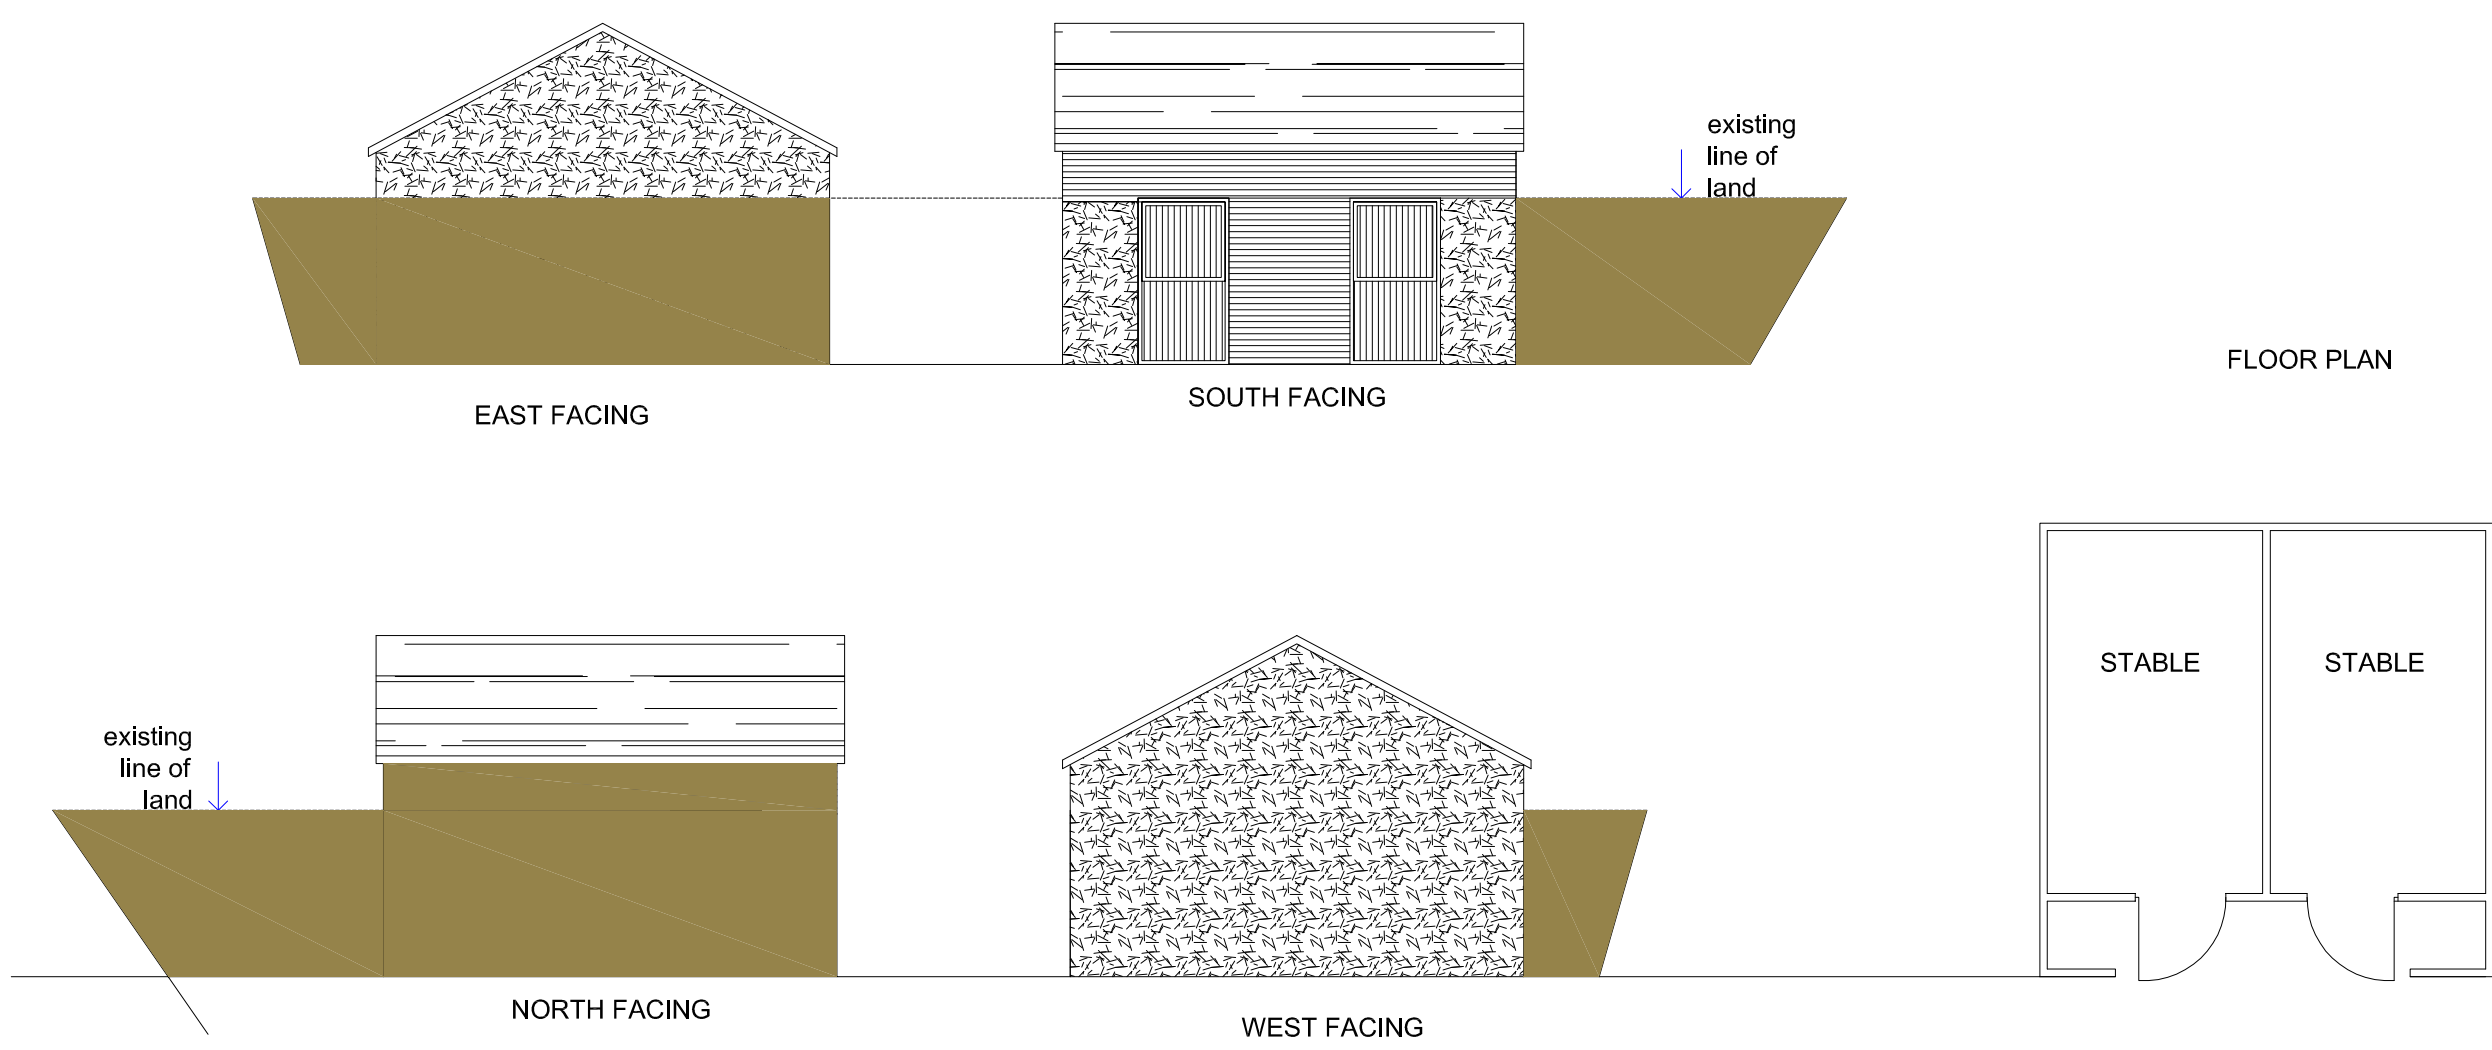 existing
line of
land
FLOOR PLAN
SOUTH FACING
EAST FACING
STABLE
STABLE
existing
line of
land
NORTH FACING
WEST FACING